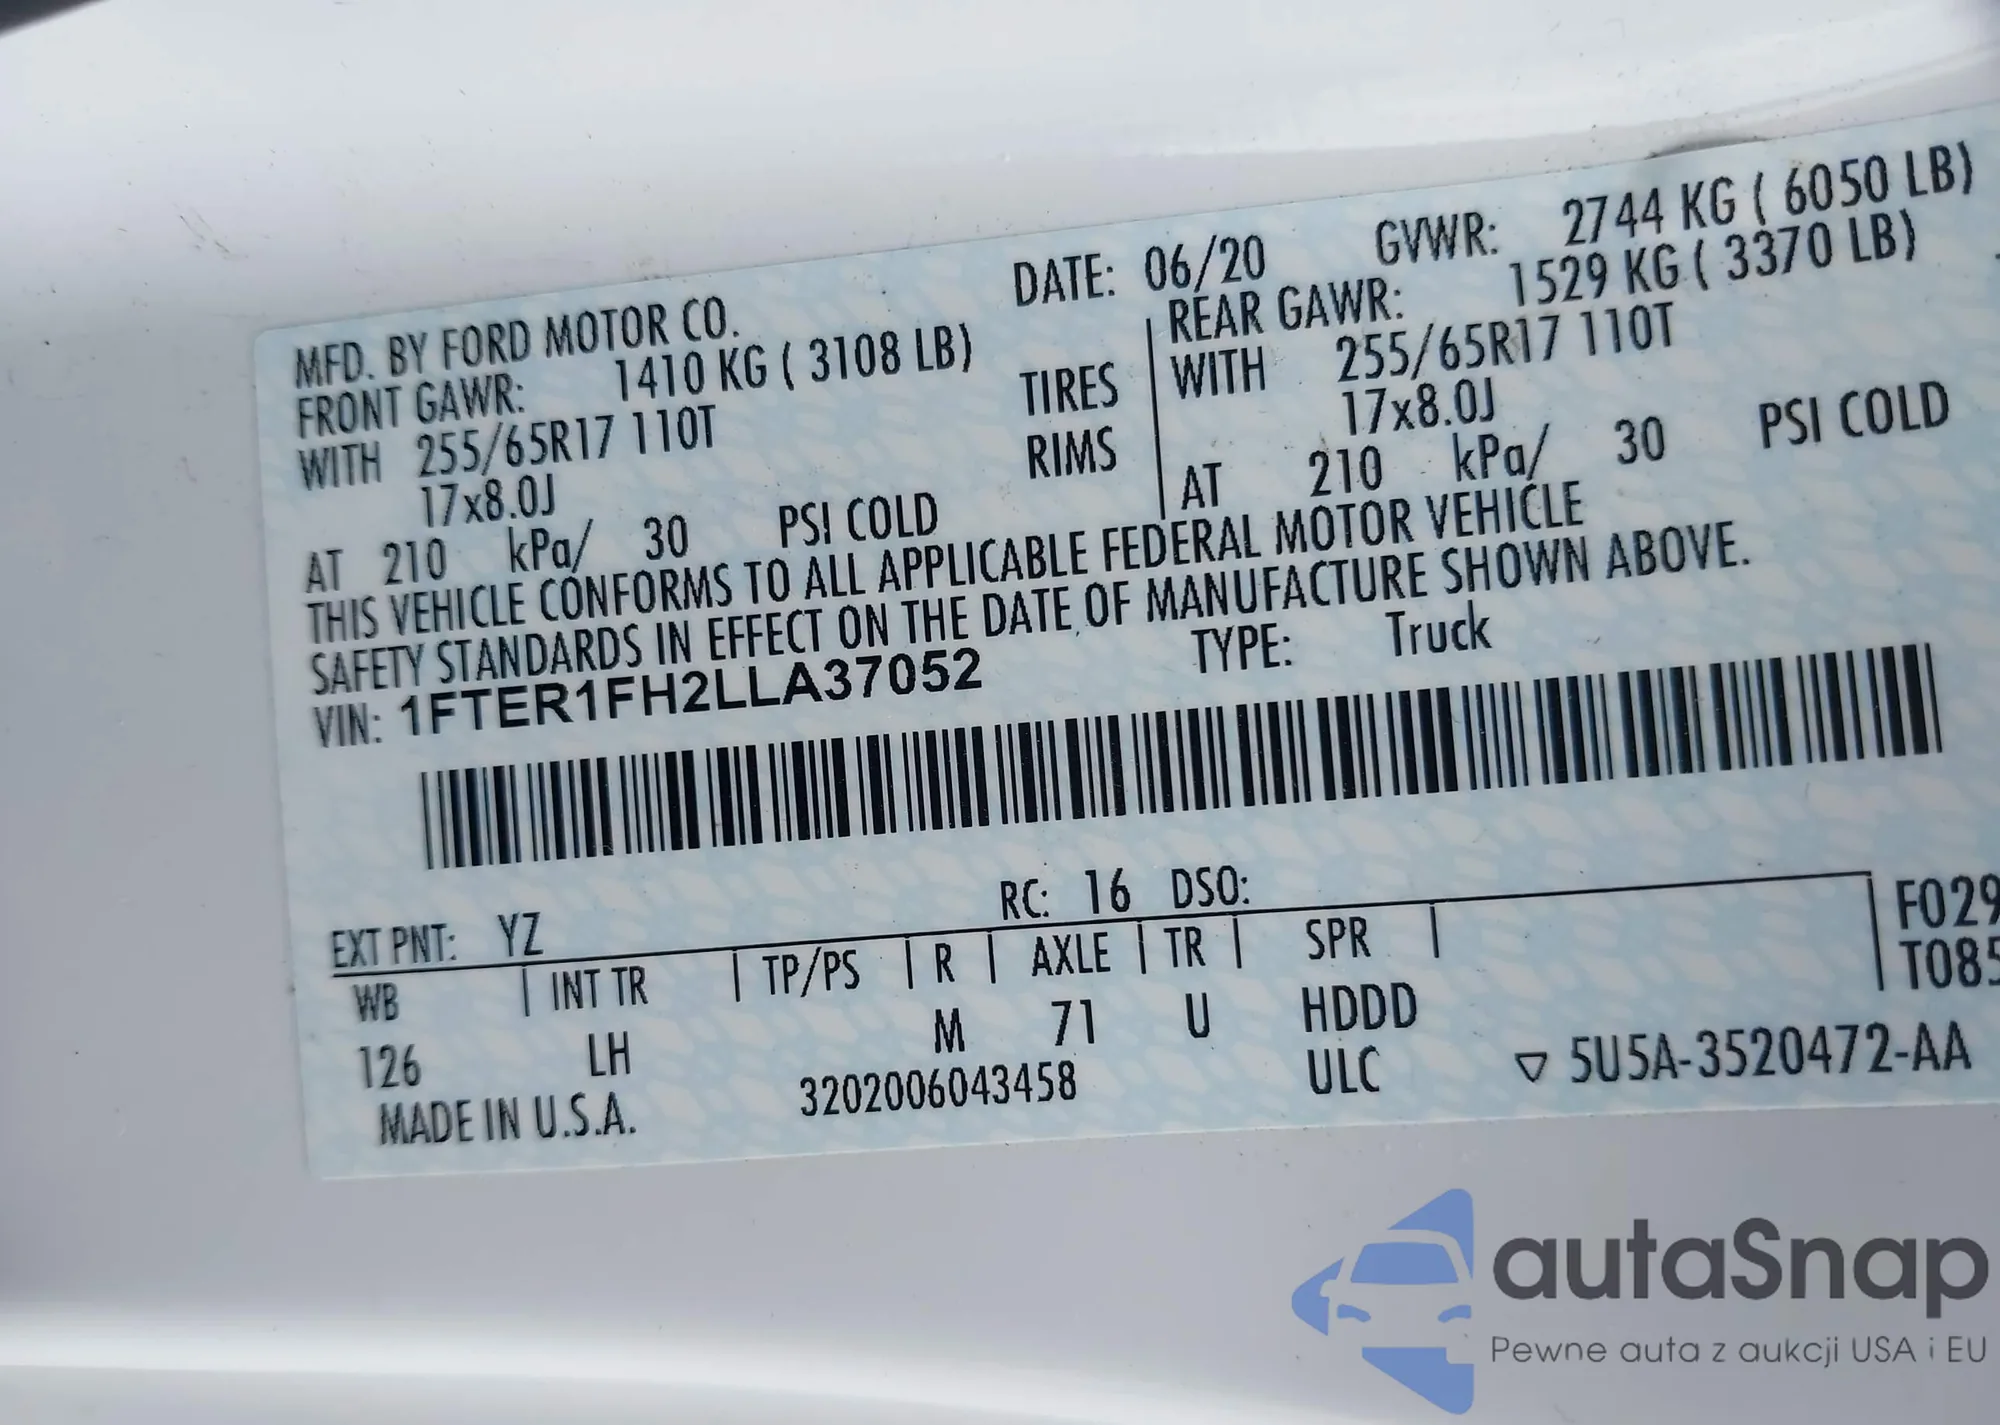 MFD. BY FORD MOTOR CO. DATE: 06/20 GVWR: 2744 KG ( 6050 LB)
FRONT GAWR: 1410 KG ( 3108 LB) REAR GAWR: 1529 KG ( 3370 LB)
WITH 255/65R17 110T TIRES WITH 255/65R17 110T
17x8.0J RIMS 17x8.0J
AT 210 kPa/ 30 PSI COLD AT 210 kPa/ 30 PSI COLD
THIS VEHICLE CONFORMS TO ALL APPLICABLE FEDERAL MOTOR VEHICLE
SAFETY STANDARDS IN EFFECT ON THE DATE OF MANUFACTURE SHOWN ABOVE.
VIN: 1FTER1FH2LLA37052 TYPE: Truck
EXT PNT: YZ RC: 16 DSO: F029
WB INT TR TP/PS R AXLE TR SPR T085
126 LH M 71 U HDDD
MADE IN U.S.A. 3202006043458 ULC ▽ 5U5A-3520472-AA
autaSnap
Pewne auta z aukcji USA i EU